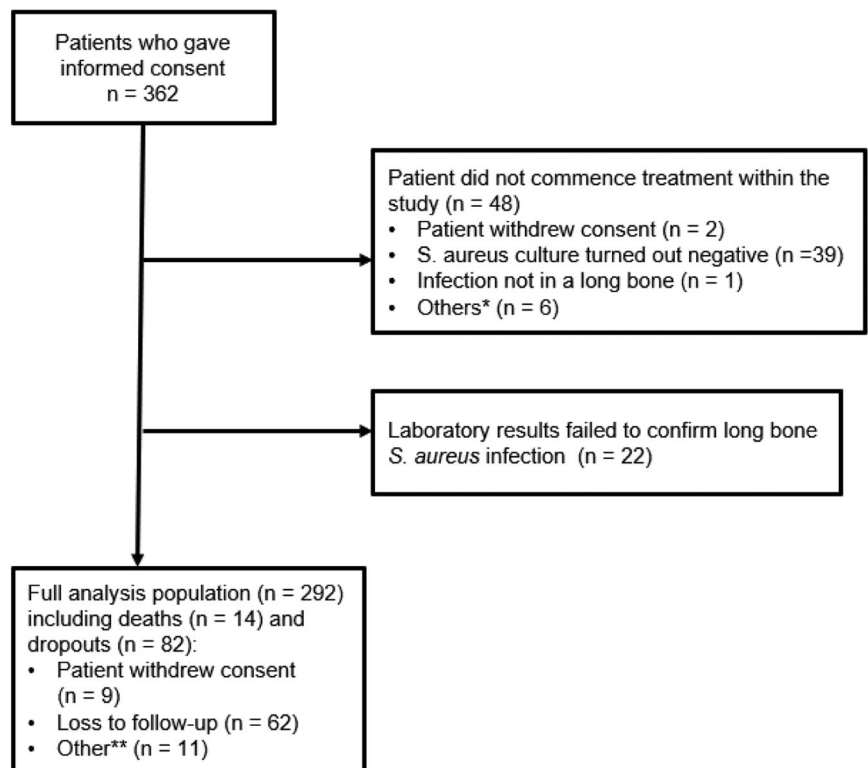 Patients who gave
informed consent
n = 362
Patient did not commence treatment within the
study (n = 48)
• Patient withdrew consent (n = 2)
• S. aureus culture turned out negative (n =39)
• Infection not in a long bone (n = 1)
• Others* (n = 6)
Laboratory results failed to confirm long bone
S. aureus infection (n = 22)
Full analysis population (n = 292)
including deaths (n = 14) and
dropouts (n = 82):
• Patient withdrew consent
(n = 9)
• Loss to follow-up (n = 62)
• Other** (n = 11)